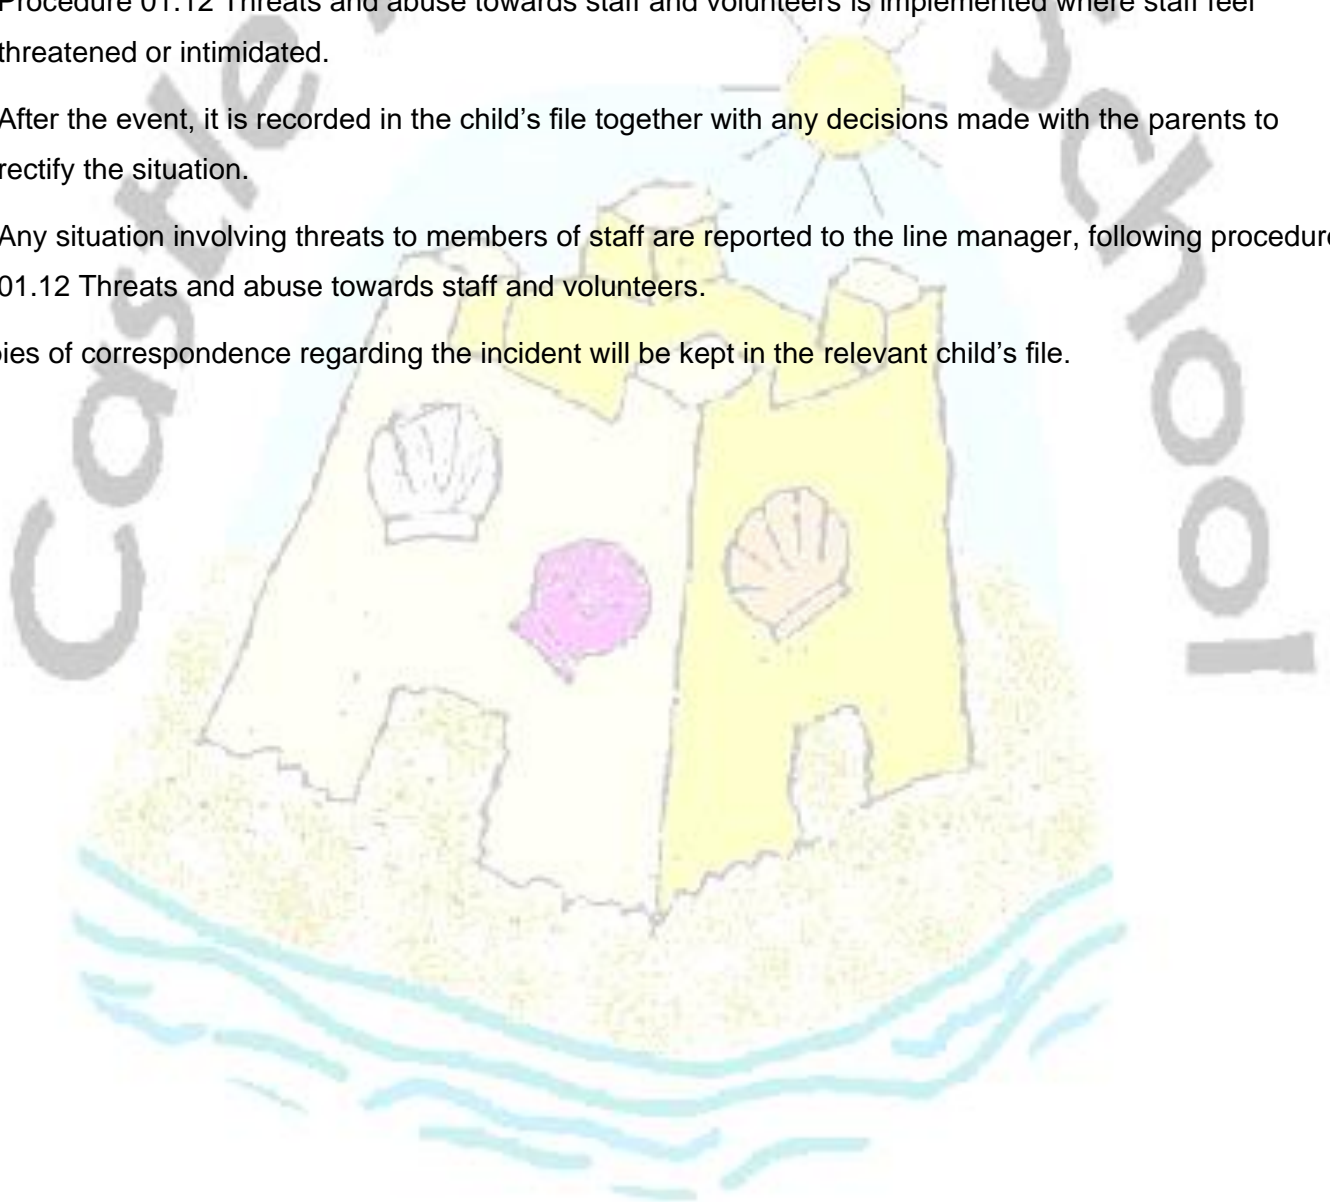 Procedure 01.12 Threats and abuse towards staff and volunteers is implemented where staff feel
threatened or intimidated.
After the event, it is recorded in the child's file together with any decisions made with the parents to
rectify the situation.
Any situation involving threats to members of staff are reported to the line manager, following procedure
01.12 Threats and abuse towards staff and volunteers.
of correspondence regarding the incident will be kept in the relevant child's file.
Castle
School